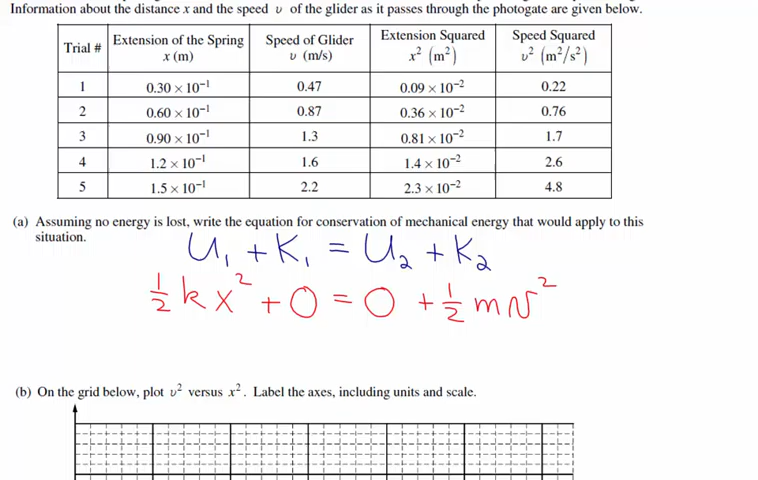 Information about the distance x and the speed υ of the glider as it passes through the photogate are given below.
Trial # Extension of the Spring x (m) Speed of Glider υ (m/s) Extension Squared x² (m²) Speed Squared υ² (m²/s²)
1 0.30 × 10⁻¹ 0.47 0.09 × 10⁻² 0.22
2 0.60 × 10⁻¹ 0.87 0.36 × 10⁻² 0.76
3 0.90 × 10⁻¹ 1.3 0.81 × 10⁻² 1.7
4 1.2 × 10⁻¹ 1.6 1.4 × 10⁻² 2.6
5 1.5 × 10⁻¹ 2.2 2.3 × 10⁻² 4.8
(a) Assuming no energy is lost, write the equation for conservation of mechanical energy that would apply to this
situation.
U₁ + K₁ = U₂ + K₂
½ k x² + 0 = 0 + ½ m v²
(b) On the grid below, plot υ² versus x². Label the axes, including units and scale.